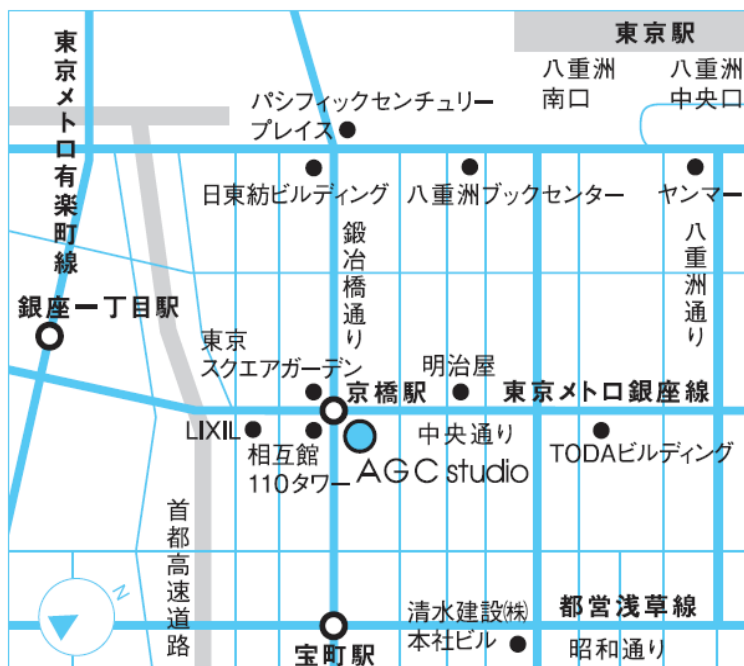 東京駅
東京メトロ有楽町線
八重洲
南口
八重洲
中央口
パシフィックセンチュリー
プレイス
日東紡ビルディング
八重洲ブックセンター
ヤンマー
鍛冶橋通り
八重洲通り
銀座一丁目駅
東京
スクエアガーデン
京橋駅
明治屋
東京メトロ銀座線
LIXIL
相互館
110タワー
AGC studio
中央通り
TODAビルディング
首都高速道路
N
清水建設㈱
本社ビル
都営浅草線
昭和通り
宝町駅